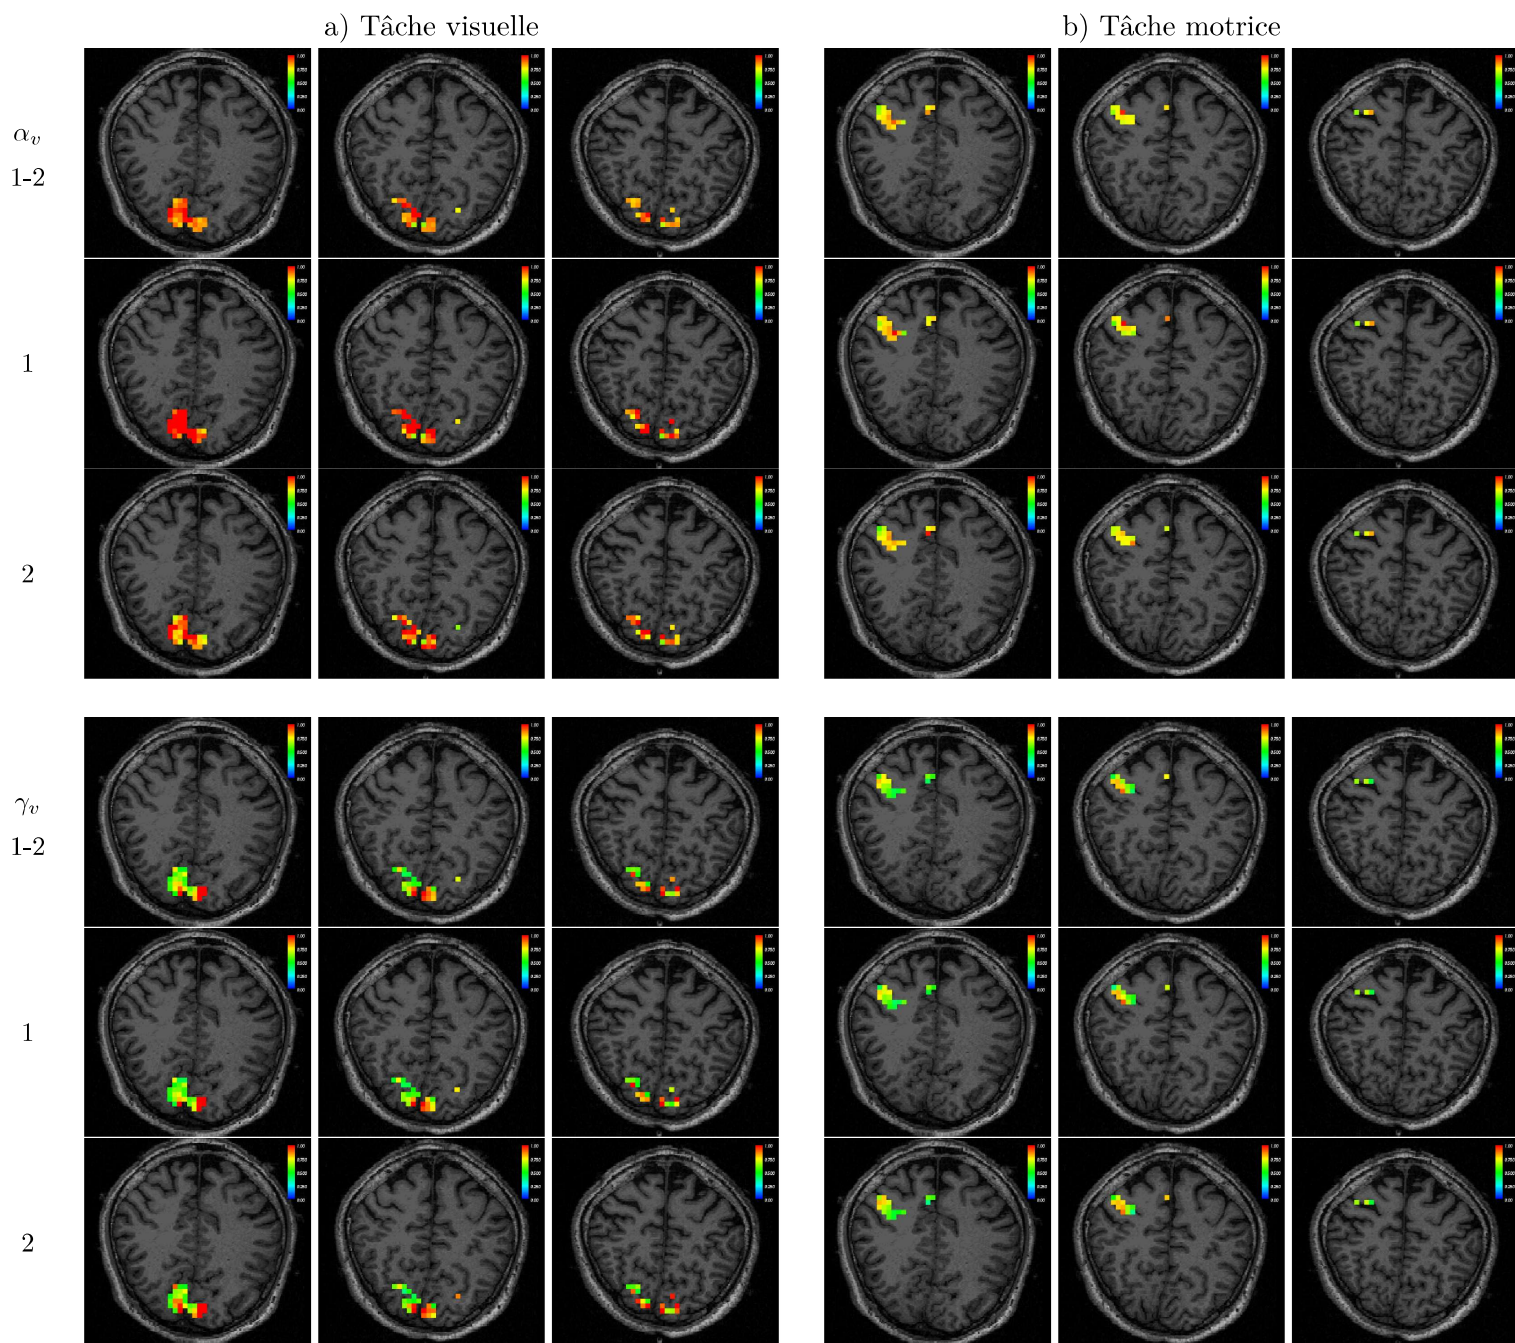 a) Tâche visuelle
b) Tâche motrice
αᵥ
1-2
1
2
γᵥ
1-2
1
2